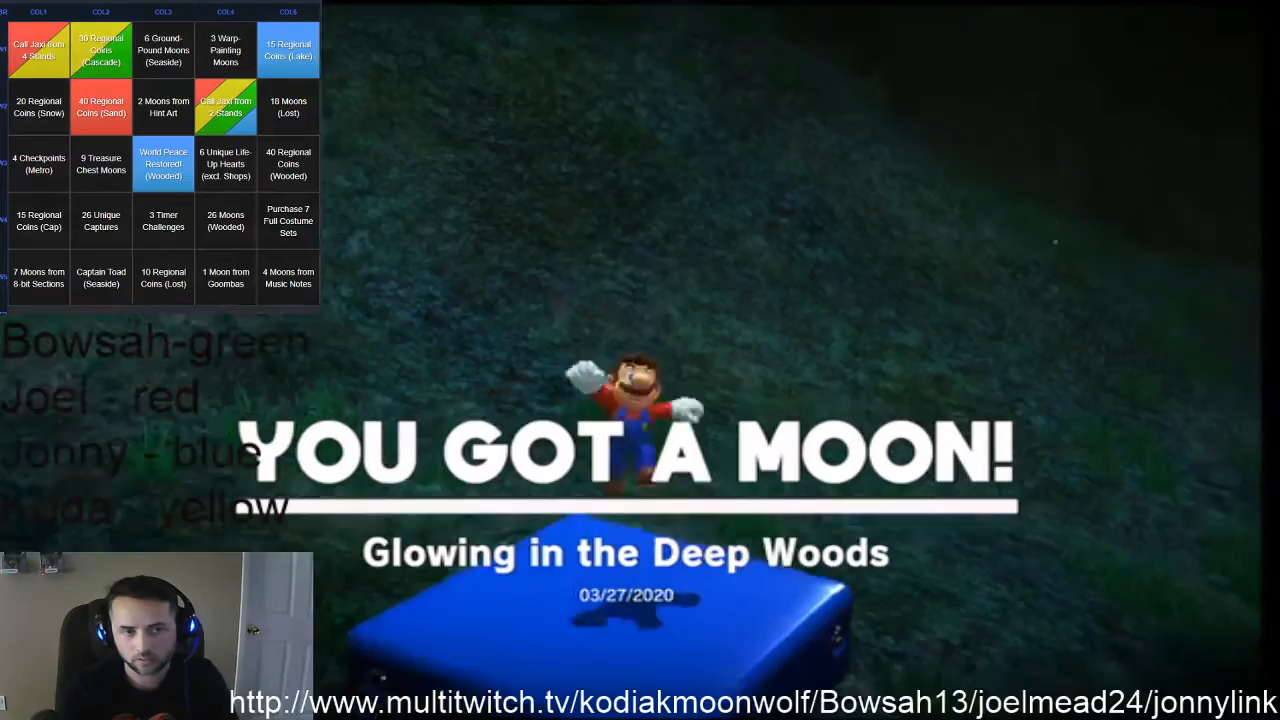 COL1 COL2 COL3 COL4 COL5
Call Jaxi from 4 Stands
30 Regional Coins (Cascade)
6 Ground-Pound Moons (Seaside)
3 Warp-Painting Moons
15 Regional Coins (Lake)
20 Regional Coins (Snow)
40 Regional Coins (Sand)
2 Moons from Hint Art
Call Jaxi from 2 Stands
18 Moons (Lost)
4 Checkpoints (Metro)
9 Treasure Chest Moons
World Peace Restored! (Wooded)
6 Unique Life-Up Hearts (excl. Shops)
40 Regional Coins (Wooded)
15 Regional Coins (Cap)
26 Unique Captures
3 Timer Challenges
26 Moons (Wooded)
Purchase 7 Full Costume Sets
7 Moons from 8-bit Sections
Captain Toad (Seaside)
10 Regional Coins (Lost)
1 Moon from Goombas
4 Moons from Music Notes
Bowsah-green
Joel red
Jonny - blue
yellow
YOU GOT A MOON!
Glowing in the Deep Woods
03/27/2020
http://www.multitwitch.tv/kodiakmoonwolf/Bowsah13/joelmead24/jonnylink